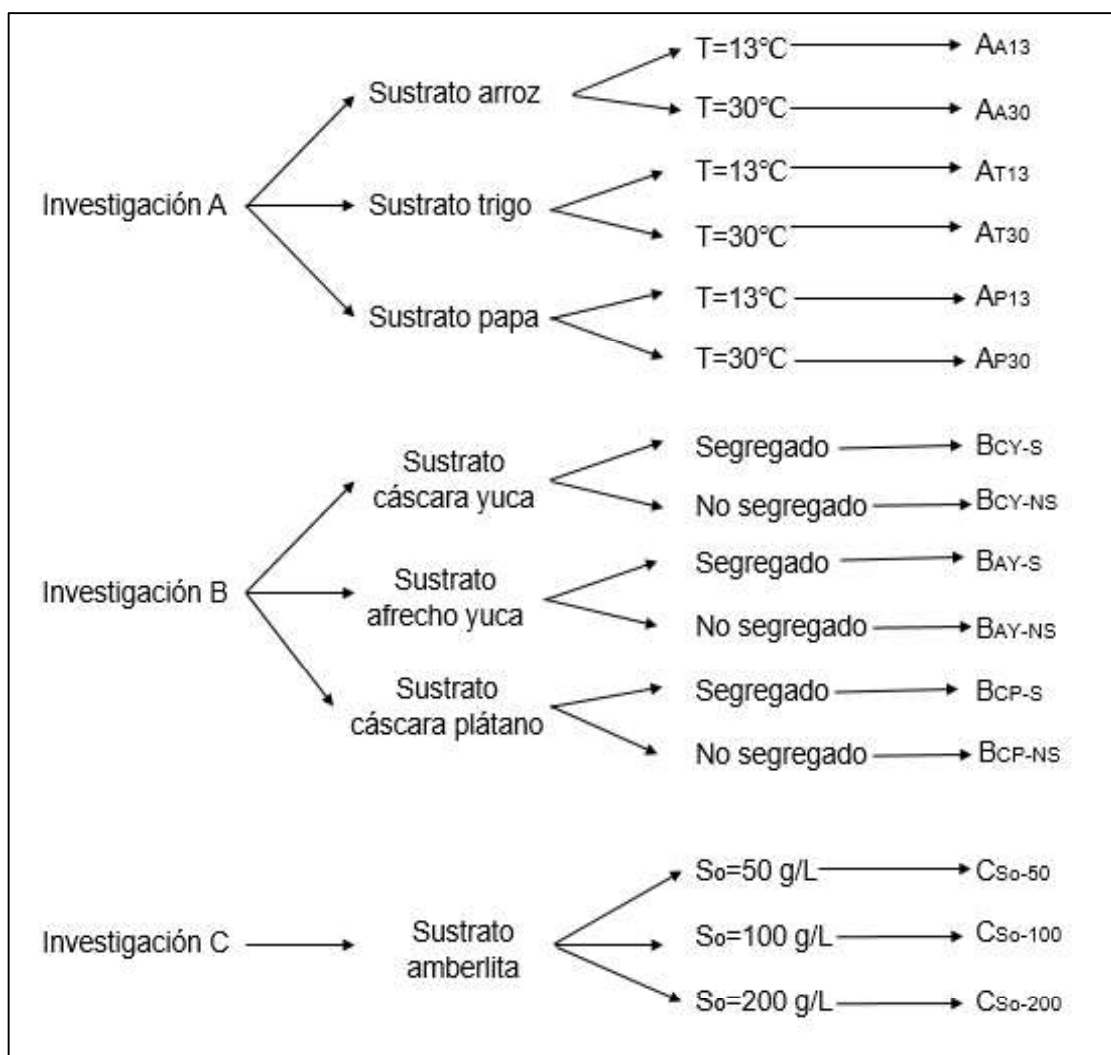 T=13°C
AA13
Sustrato arroz
T=30°C
AA30
T=13°C
AT13
Investigación A
Sustrato trigo
T=30°C
AT30
T=13°C
AP13
Sustrato papa
T=30°C
AP30
Segregado
BCY-S
Sustrato
cáscara yuca
No segregado
BCY-NS
Segregado
BAY-S
Investigación B
Sustrato
afrecho yuca
No segregado
BAY-NS
Segregado
BCP-S
Sustrato
cáscara plátano
No segregado
BCP-NS
So=50 g/L
CSo-50
Investigación C
Sustrato
amberlita
So=100 g/L
CSo-100
So=200 g/L
CSo-200